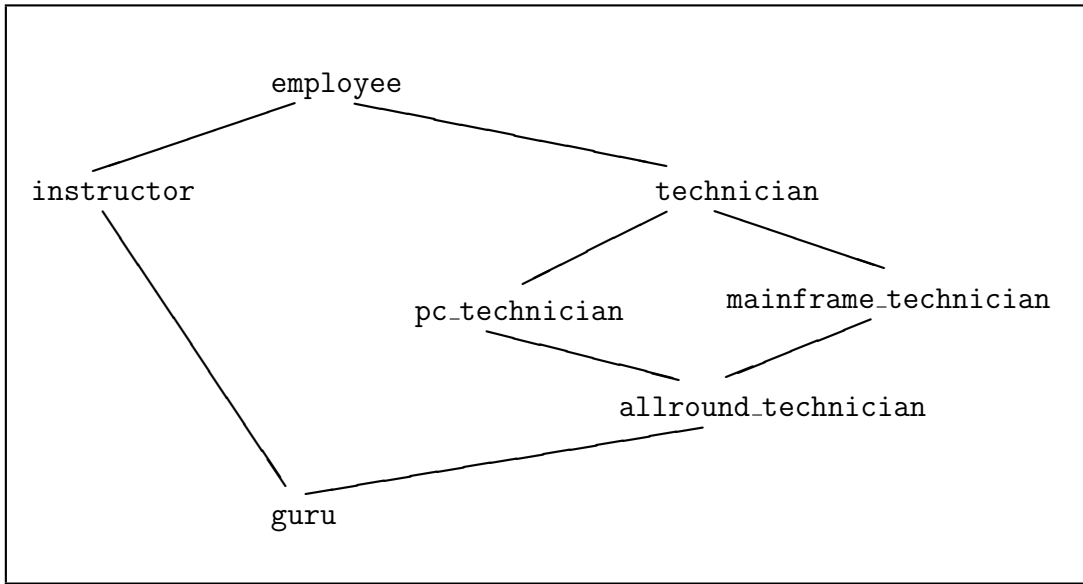 employee
instructor
technician
pc_technician
mainframe_technician
allround_technician
guru